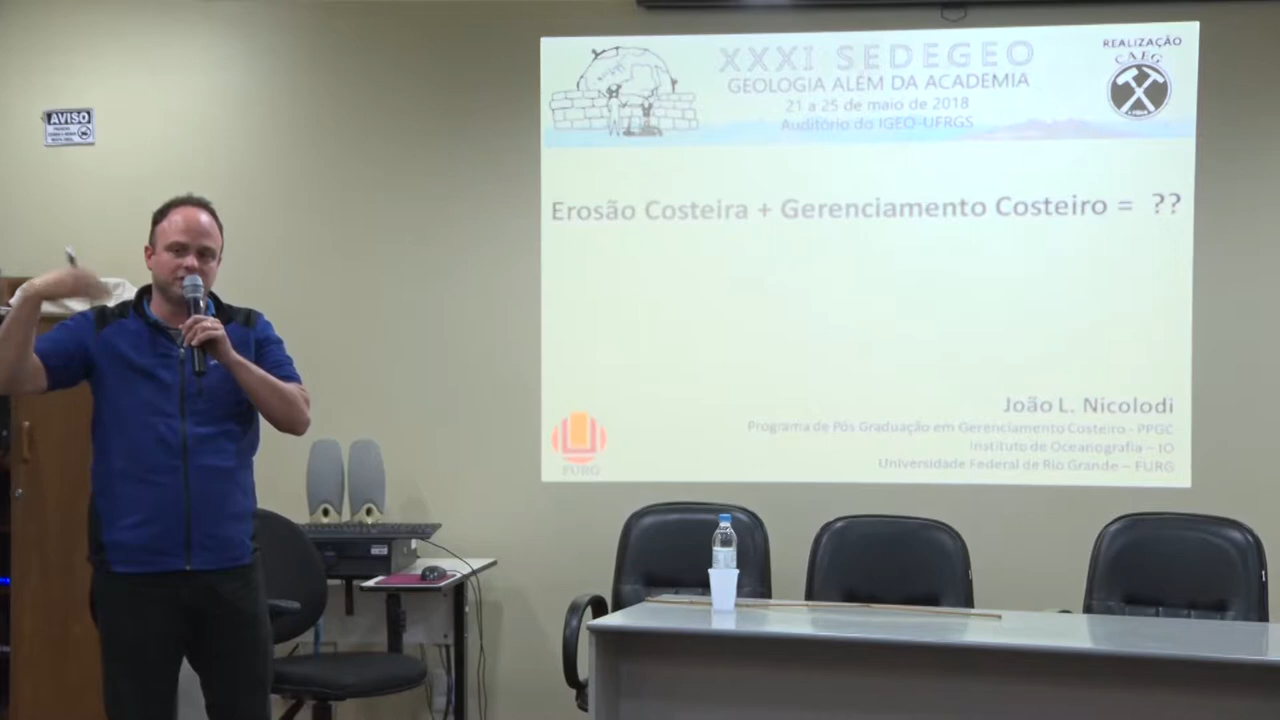 AVISO
XXXI SEDEGEO
GEOLOGIA ALÉM DA ACADEMIA
21 a 25 de maio de 2018
Auditório do IGEO-UFRGS
REALIZAÇÃO
CAEG
Erosão Costeira + Gerenciamento Costeiro = ??
João L. Nicolodi
Programa de Pós Graduação em Gerenciamento Costeiro - PPGC
Instituto de Oceanografia – IO
Universidade Federal de Rio Grande – FURG
FURG